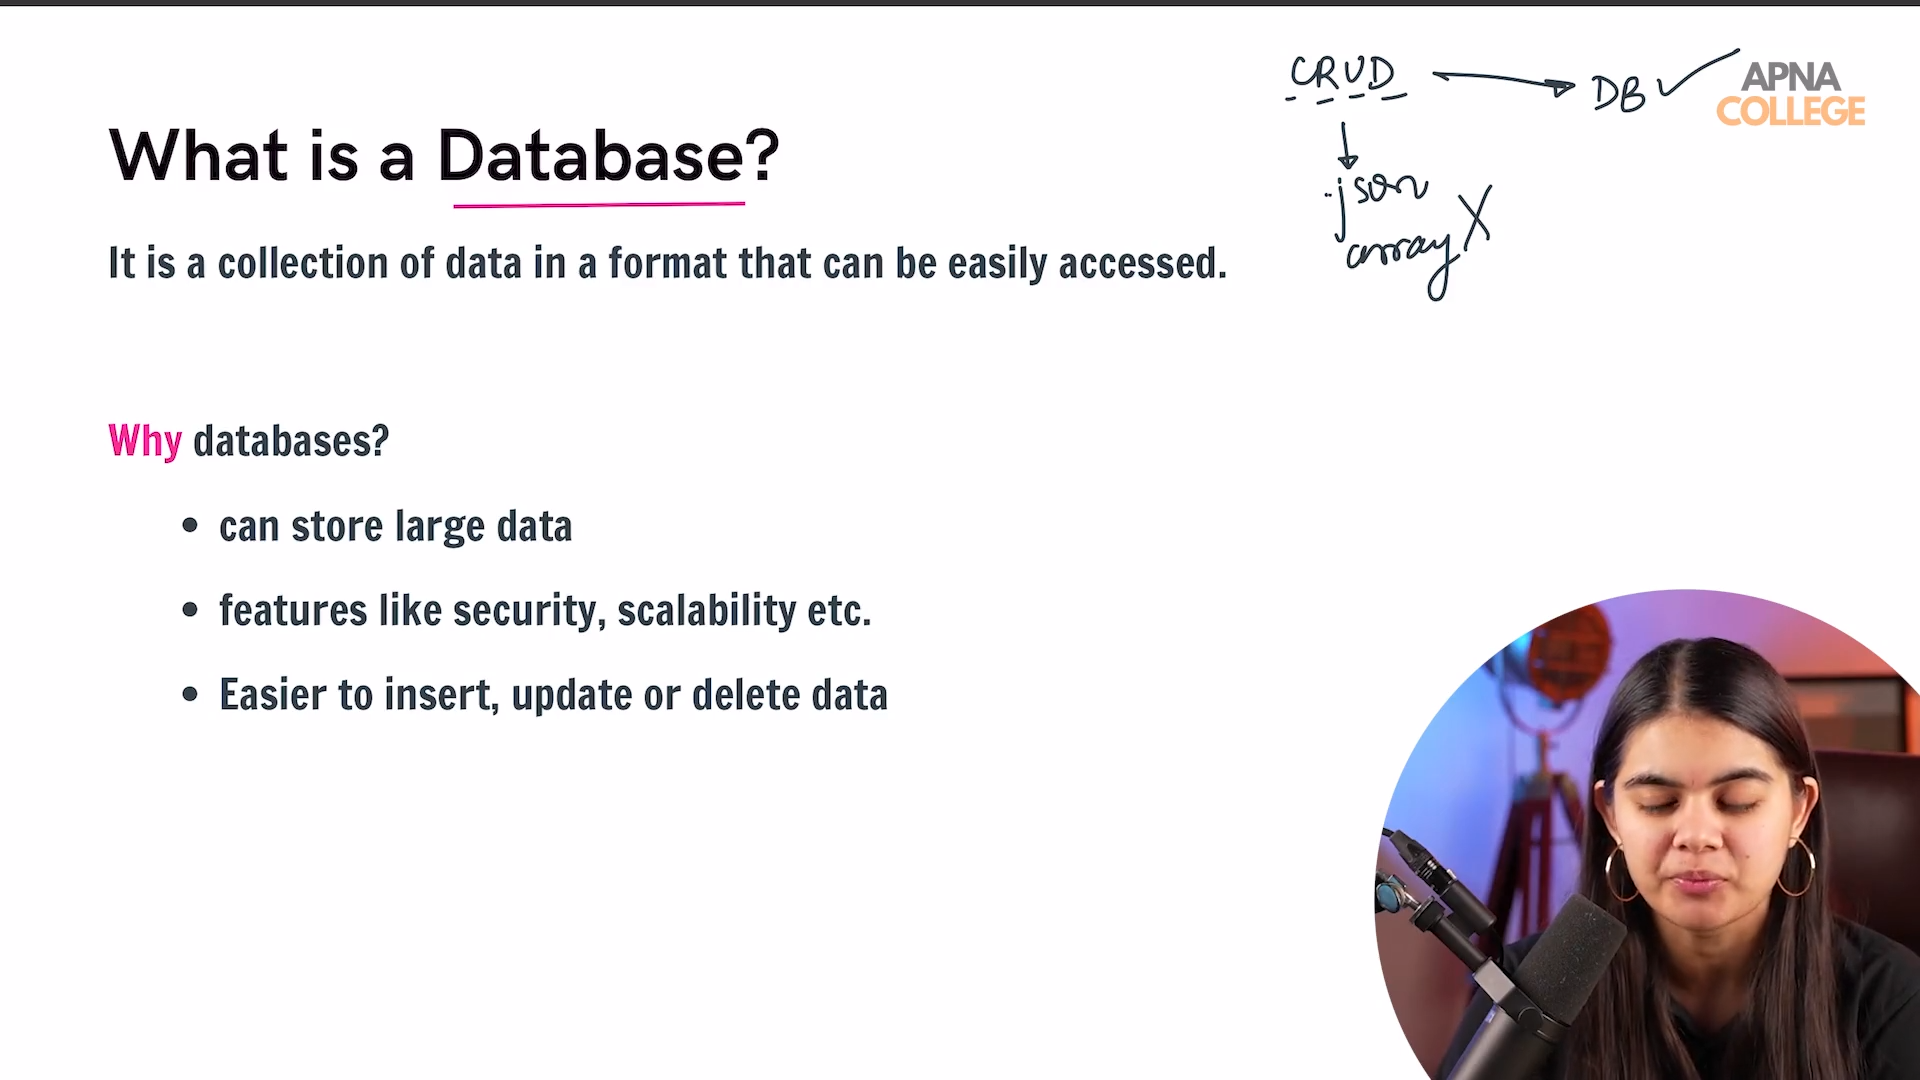 CRUD DB
APNA
COLLEGE
What is a Database?
.json
array X
It is a collection of data in a format that can be easily accessed.
Why databases?
• can store large data
• features like security, scalability etc.
• Easier to insert, update or delete data